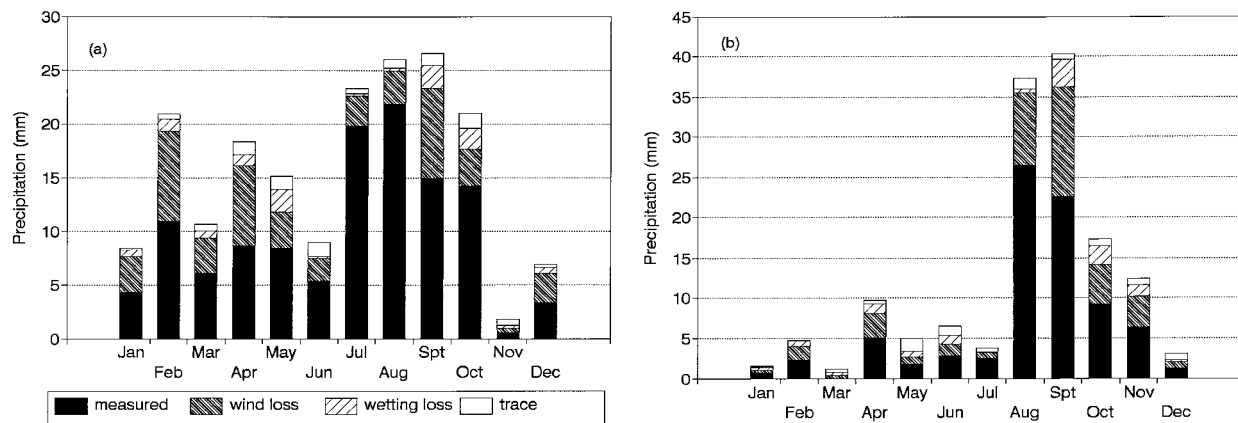 (a)
Precipitation (mm)
30
25
20
15
10
5
0
Jan Mar May Jul Spt Nov
Feb Apr Jun Aug Oct Dec
measured wind loss wetting loss trace
(b)
Precipitation (mm)
45
40
35
30
25
20
15
10
5
0
Jan Mar May Jul Spt Nov
Feb Apr Jun Aug Oct Dec